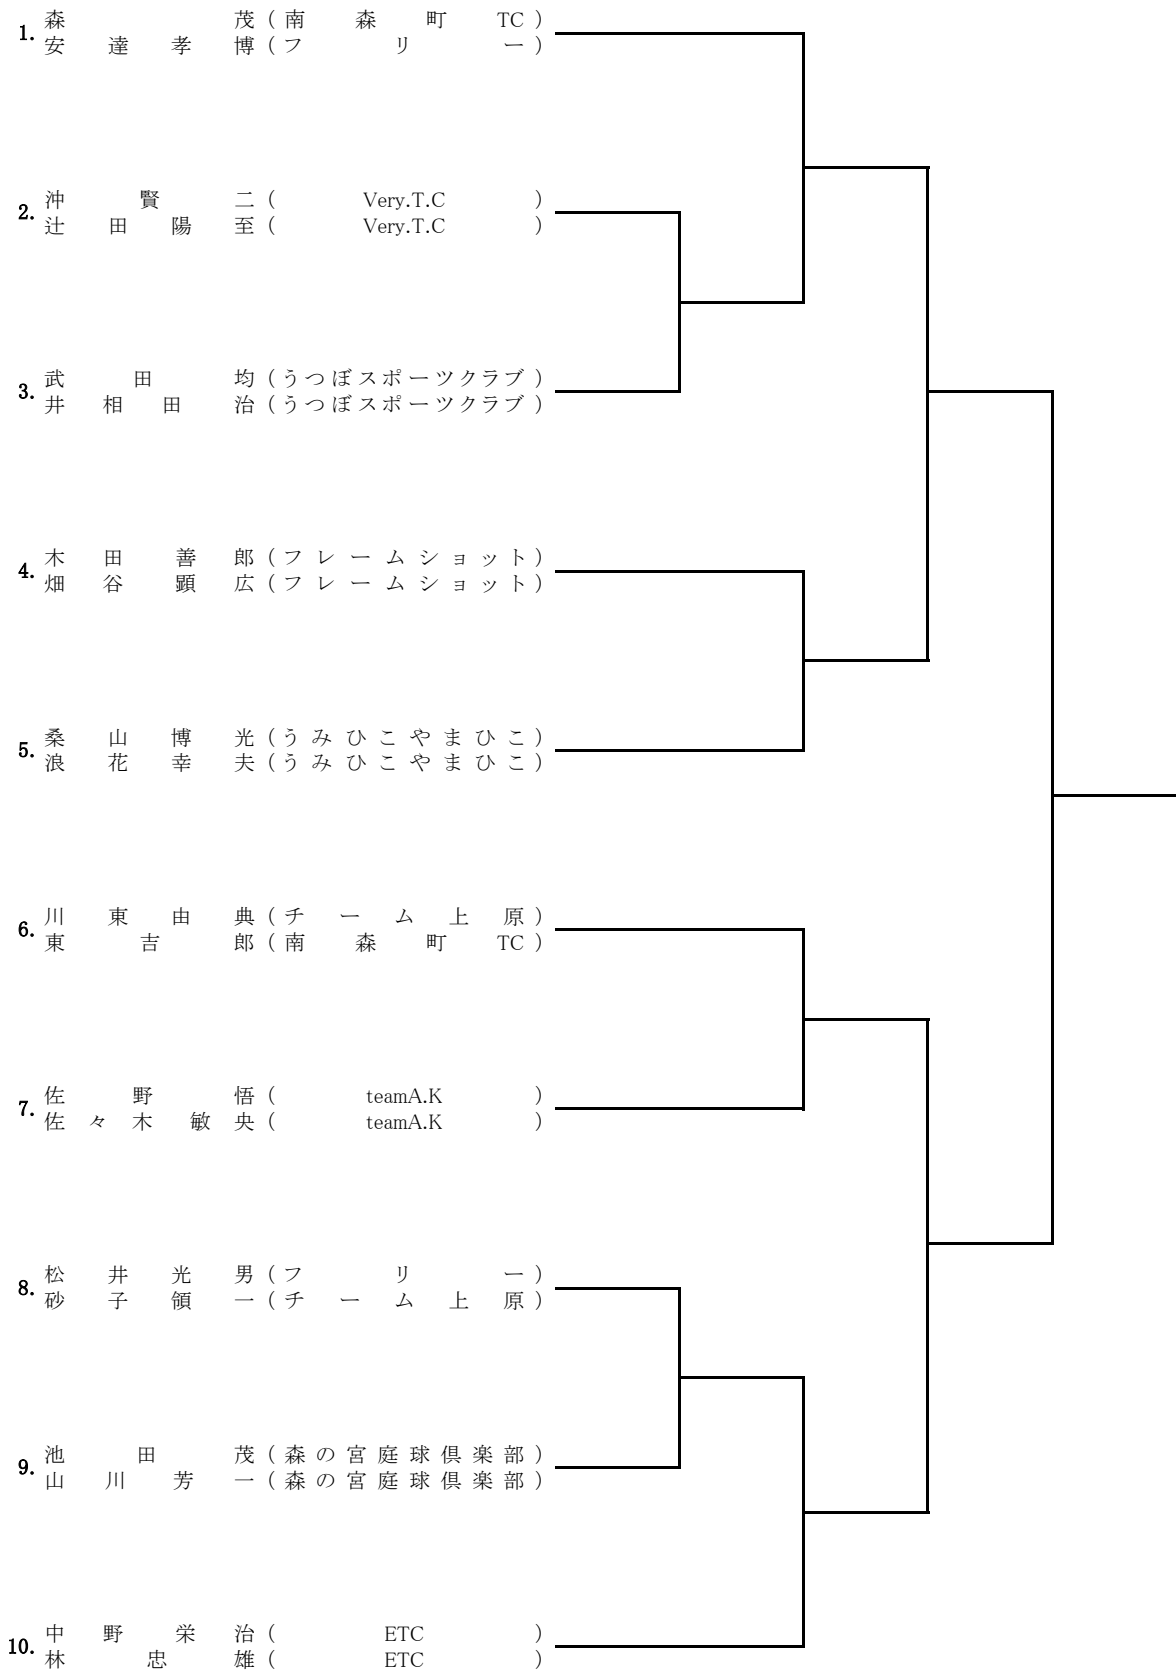 森 茂 ( 南 森 町 TC )
1.
安 達 孝 博 ( フ リ ー )
沖 賢 二 ( Very.T.C )
2.
辻 田 陽 至 ( Very.T.C )
武 田 均 ( うつぼスポーツクラブ )
3.
井 相 田 治 ( うつぼスポーツクラブ )
木 田 善 郎 ( フレームショット )
4.
畑 谷 顕 広 ( フレームショット )
桑 山 博 光 ( うみひこやまひこ )
5.
浪 花 幸 夫 ( うみひこやまひこ )
川 東 由 典 ( チ ー ム 上 原 )
6.
東 吉 郎 ( 南 森 町 TC )
佐 野 悟 ( teamA.K )
7.
佐 々 木 敏 央 ( teamA.K )
松 井 光 男 ( フ リ ー )
8.
砂 子 領 一 ( チ ー ム 上 原 )
池 田 茂 ( 森の宮庭球倶楽部 )
9.
山 川 芳 一 ( 森の宮庭球倶楽部 )
中 野 栄 治 ( ETC )
10.
林 忠 雄 ( ETC )